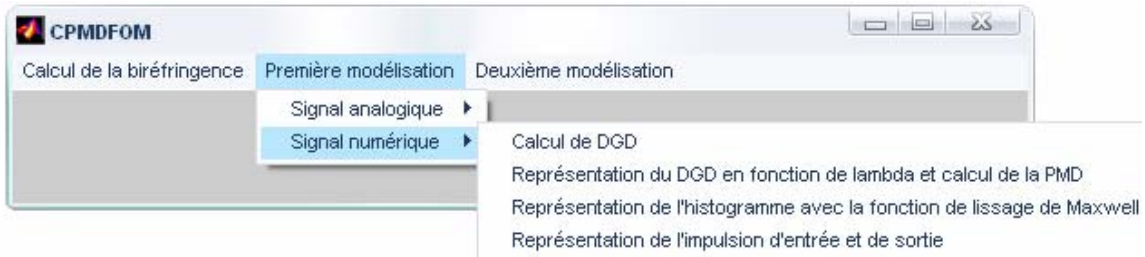 CPMDFOM
Calcul de la biréfringence Première modélisation Deuxième modélisation
Signal analogique
Signal numérique
Calcul de DGD
Représentation du DGD en fonction de lambda et calcul de la PMD
Représentation de l'histogramme avec la fonction de lissage de Maxwell
Représentation de l'impulsion d'entrée et de sortie